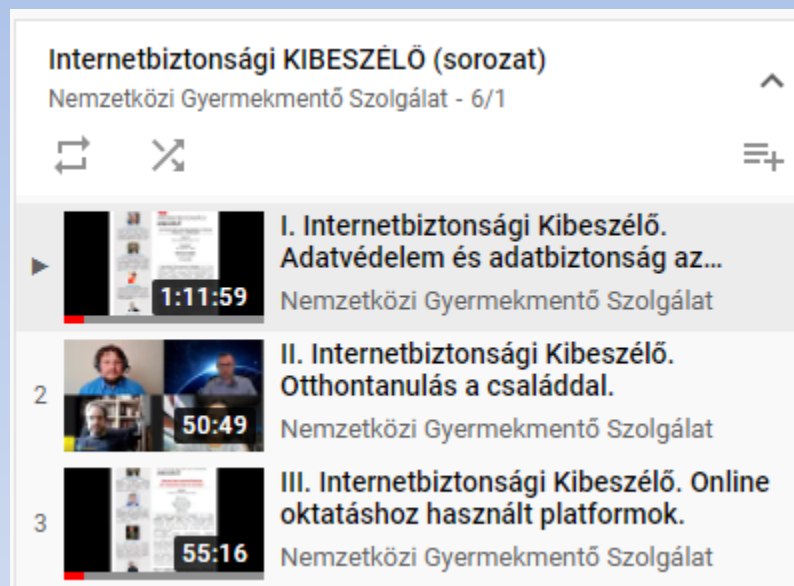 Internetbiztonsági KIBESZÉLŐ (sorozat)
Nemzetközi Gyermekmentő Szolgálat - 6/1
I. Internetbiztonsági Kibeszélő.
Adatvédelem és adatbiztonság az...
Nemzetközi Gyermekmentő Szolgálat
1:11:59
2
II. Internetbiztonsági Kibeszélő.
Otthontanulás a családdal.
Nemzetközi Gyermekmentő Szolgálat
50:49
3
III. Internetbiztonsági Kibeszélő. Online
oktatáshoz használt platformok.
Nemzetközi Gyermekmentő Szolgálat
55:16